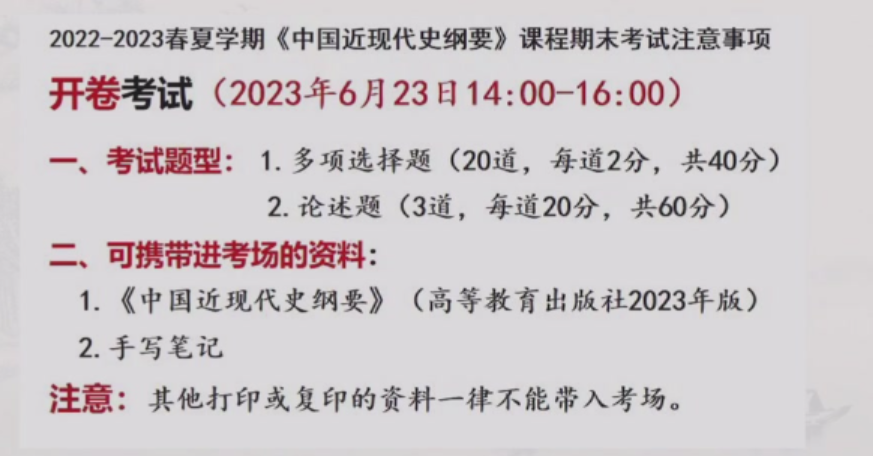 2022-2023春夏学期《中国近现代史纲要》课程期末考试注意事项
开卷考试（2023年6月23日14:00-16:00）
一、考试题型：1.多项选择题（20道，每道2分，共40分）
2.论述题（3道，每道20分，共60分）
二、可携带进考场的资料：
1.《中国近现代史纲要》（高等教育出版社2023年版）
2.手写笔记
注意：其他打印或复印的资料一律不能带入考场。